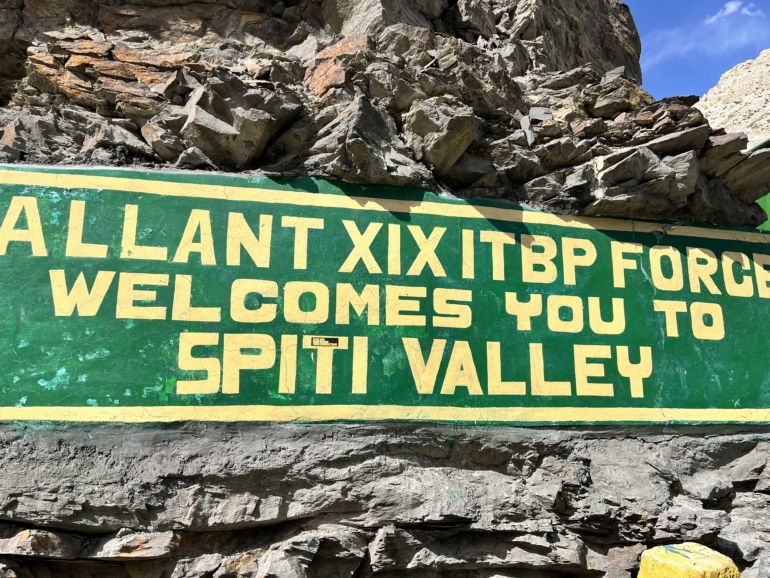 ALLANT XIX ITBP FORCE
WELCOMES YOU TO
SPITI VALLEY